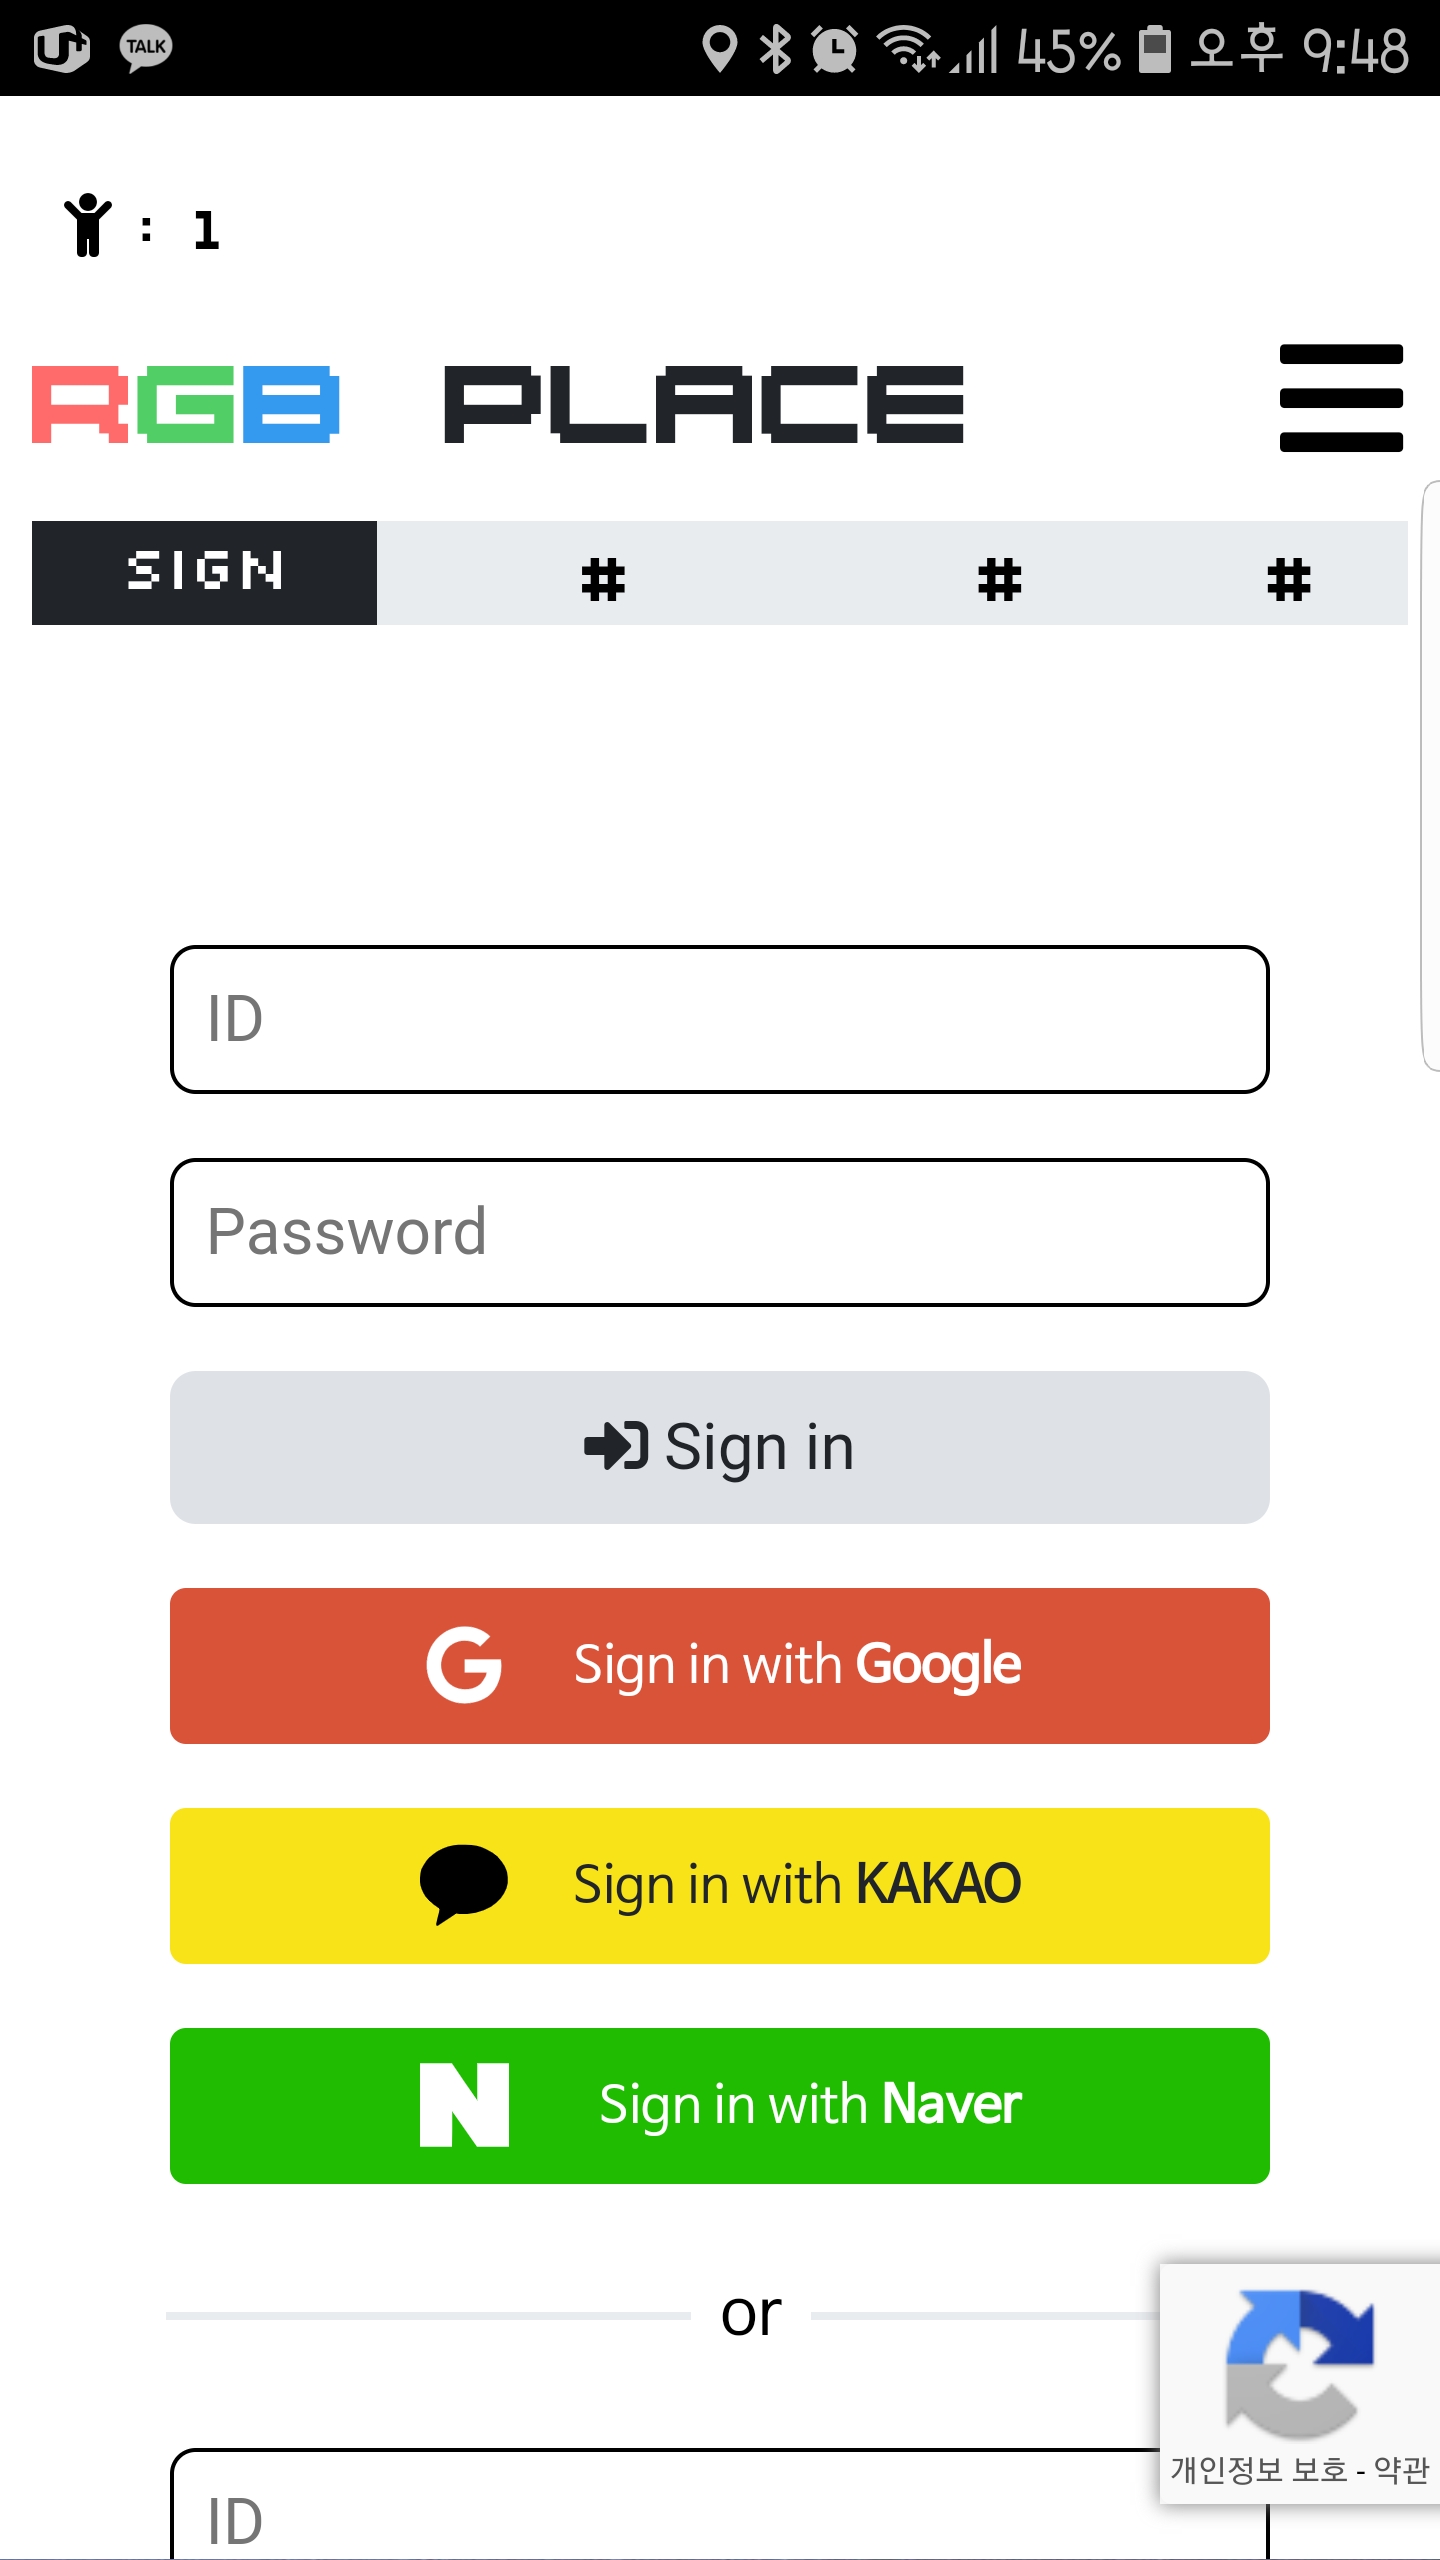 TALK 45% 오후 9:48
: 1
RGB PLACE
SIGN # # #
ID
Password
Sign in
G Sign in with Google
Sign in with KAKAO
N Sign in with Naver
or
개인정보 보호 - 약관
ID